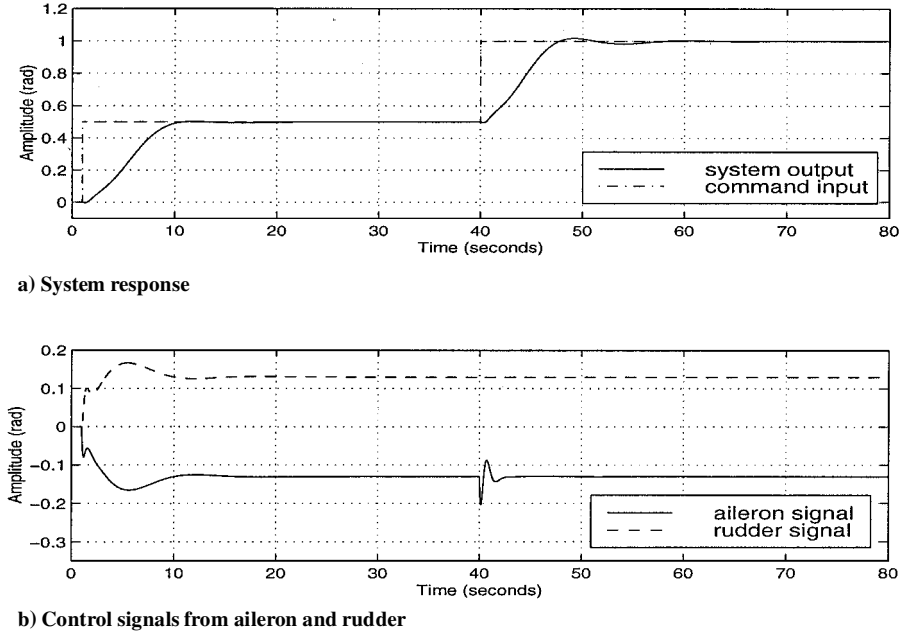 1.2
1
0.8
0.6
0.4
0.2
0
Amplitude (rad)
system output
command input
0 10 20 30 40 50 60 70 80
Time (seconds)
a) System response
0.2
0.1
0
−0.1
−0.2
−0.3
Amplitude (rad)
aileron signal
rudder signal
0 10 20 30 40 50 60 70 80
Time (seconds)
b) Control signals from aileron and rudder